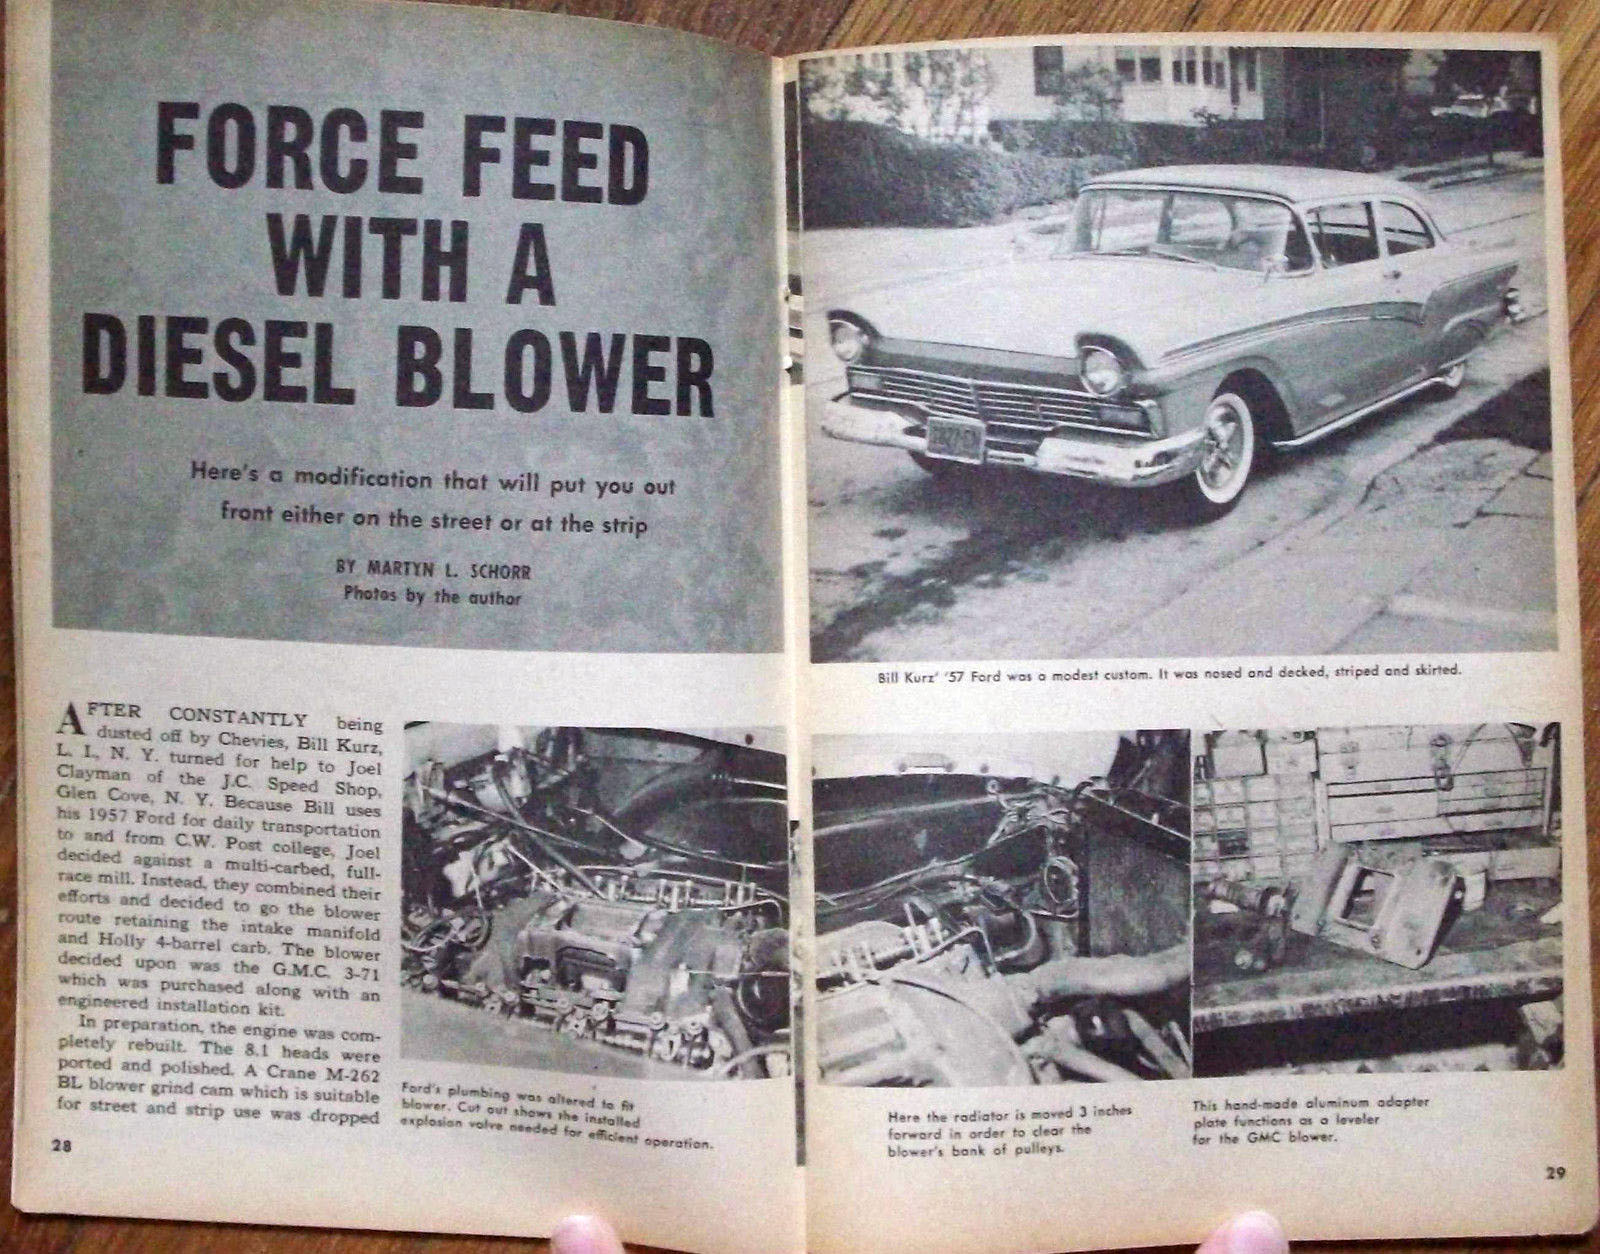 FORCE FEED
WITH A
DIESEL BLOWER
Here's a modification that will put you out
front either on the street or at the strip
BY MARTYN L. SCHORR
Photos by the author
AFTER CONSTANTLY being
dusted off by Chevies, Bill Kurz,
L. I., N. Y. turned for help to Joel
Clayman of the J.C. Speed Shop,
Glen Cove, N. Y. Because Bill uses
his 1957 Ford for daily transportation
to and from C.W. Post college, Joel
decided against a multi-carbed, full-
race mill. Instead, they combined their
efforts and decided to go the blower
route retaining the intake manifold
and Holly 4-barrel carb. The blower
decided upon was the G.M.C. 3-71
which was purchased along with an
engineered installation kit.
In preparation, the engine was com-
pletely rebuilt. The 8.1 heads were
ported and polished. A Crane M-262
BL blower grind cam which is suitable
for street and strip use was dropped
28
Ford's plumbing was altered to fit
blower. Cut out shows the installed
explosion valve needed for efficient operation.
Bill Kurz' '57 Ford was a modest custom. It was nosed and decked, striped and skirted.
Here the radiator is moved 3 inches
forward in order to clear the
blower's bank of pulleys.
This hand-made aluminum adapter
plate functions as a leveler
for the GMC blower.
29